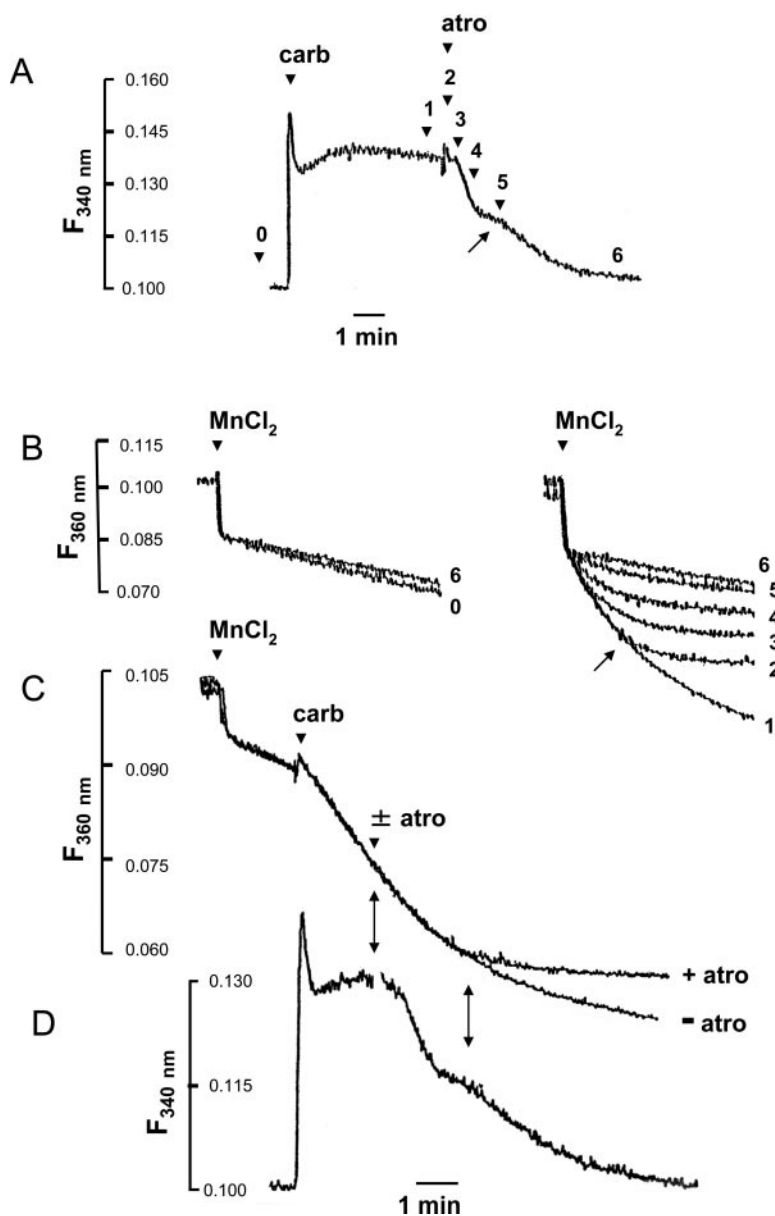 A
F340 nm
0.160
0.145
0.130
0.115
0.100
carb
atro
0
1
2
3
4
5
6
1 min
B
F360 nm
0.115
0.100
0.085
0.070
MnCl2
6
0
MnCl2
6
5
4
3
2
1
C
F360 nm
0.105
0.090
0.075
0.060
MnCl2
carb
± atro
+ atro
- atro
D
F340 nm
0.130
0.115
0.100
1 min